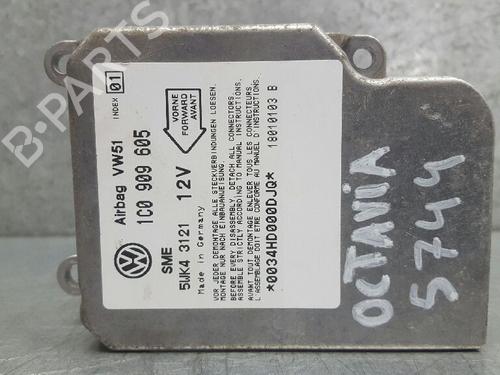 B-PARTS
INDEX 01
Airbag VW51
1C0 909 605
VORNE
FORWARD
AVANT
SME
5WK4 3121 12V
Made in Germany
VOR JEDER DEMONTAGE ALLE STECKVERBINDUNGEN LOESEN.
MONTAGE NUR NACH EINBAUANWEISUNG.
BEFORE EVERY DISASSEMBLY, DETACH ALL CONNECTORS.
ASSEMBLE STRICTLY ACCORDING TO MANUAL INSTRUCTIONS.
AVANT TOUT DEMONTAGE ENLEVER TOUS LES CONNECTEURS.
L'ASSEMBLAGE DOIT ETRE CONFORME AU MANUEL D'INSTRUCTIONS.
18010103 B
*0034HD000DJQ*
OCTAVIA
5744